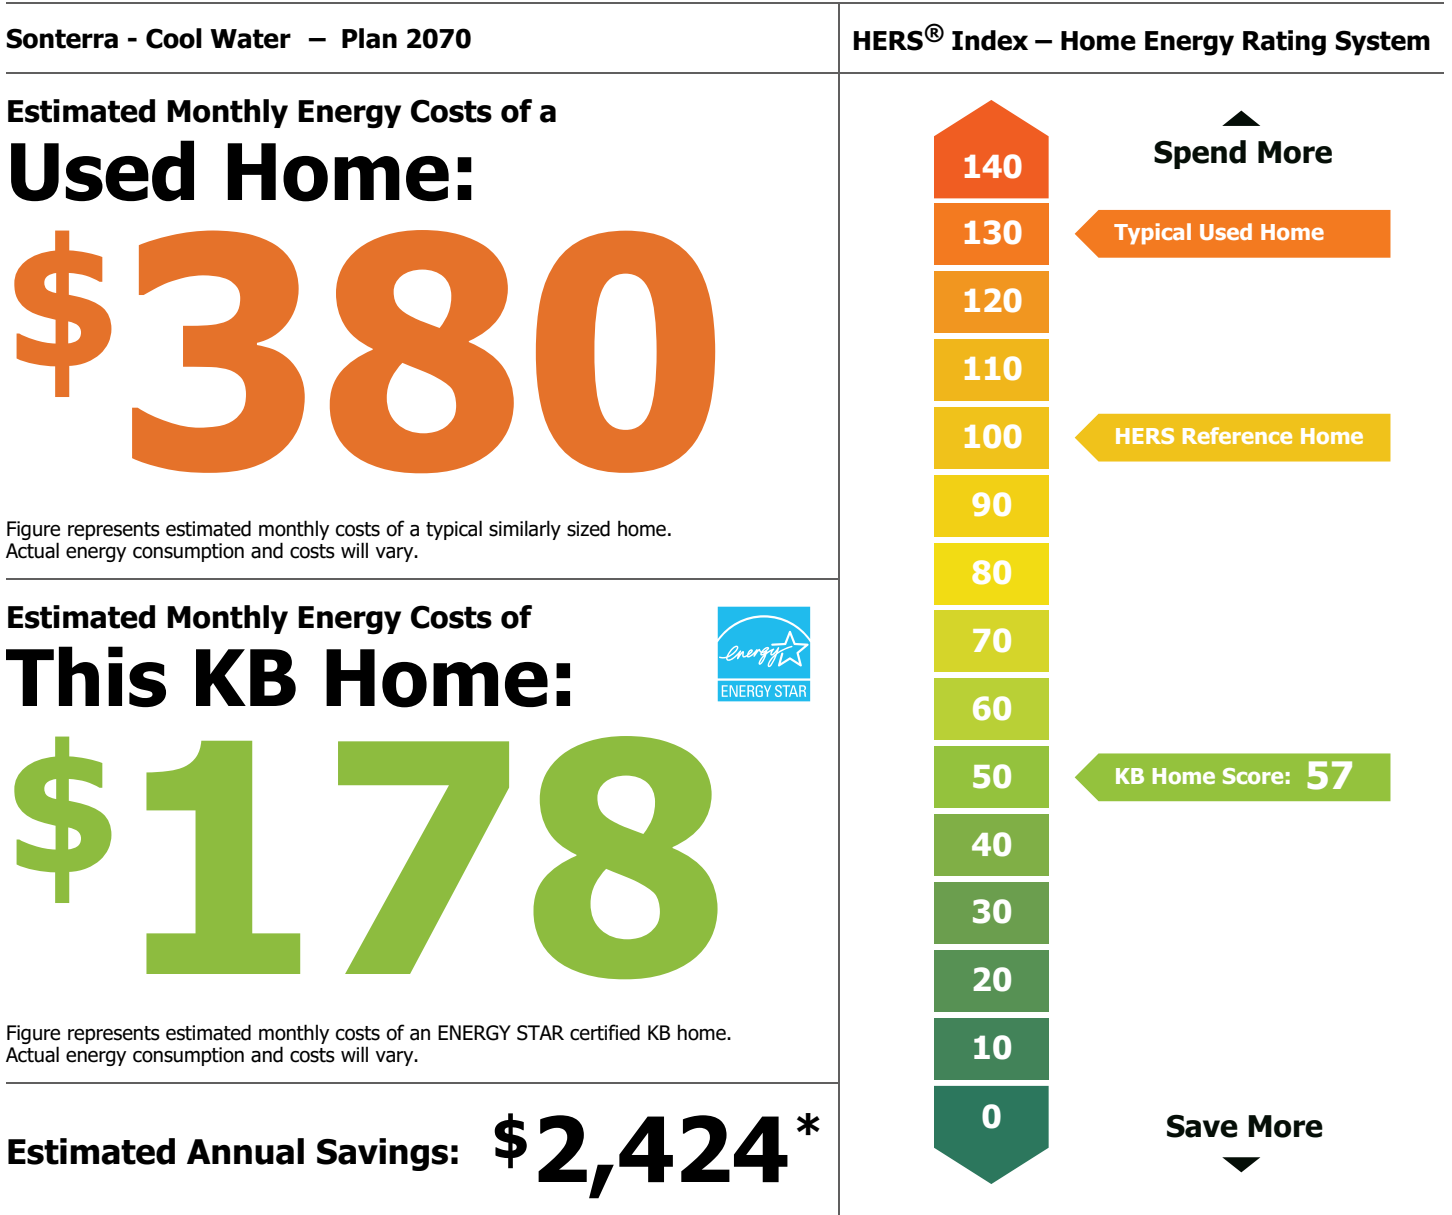 Sonterra - Cool Water – Plan 2070
Estimated Monthly Energy Costs of a
Used Home:
$380
Figure represents estimated monthly costs of a typical similarly sized home.
Actual energy consumption and costs will vary.
Estimated Monthly Energy Costs of
This KB Home:
energy
ENERGY STAR
$178
Figure represents estimated monthly costs of an ENERGY STAR certified KB home.
Actual energy consumption and costs will vary.
Estimated Annual Savings: $2,424*
HERS® Index – Home Energy Rating System
Spend More
140
130 Typical Used Home
120
110
100 HERS Reference Home
90
80
70
60
50 KB Home Score: 57
40
30
20
10
0
Save More